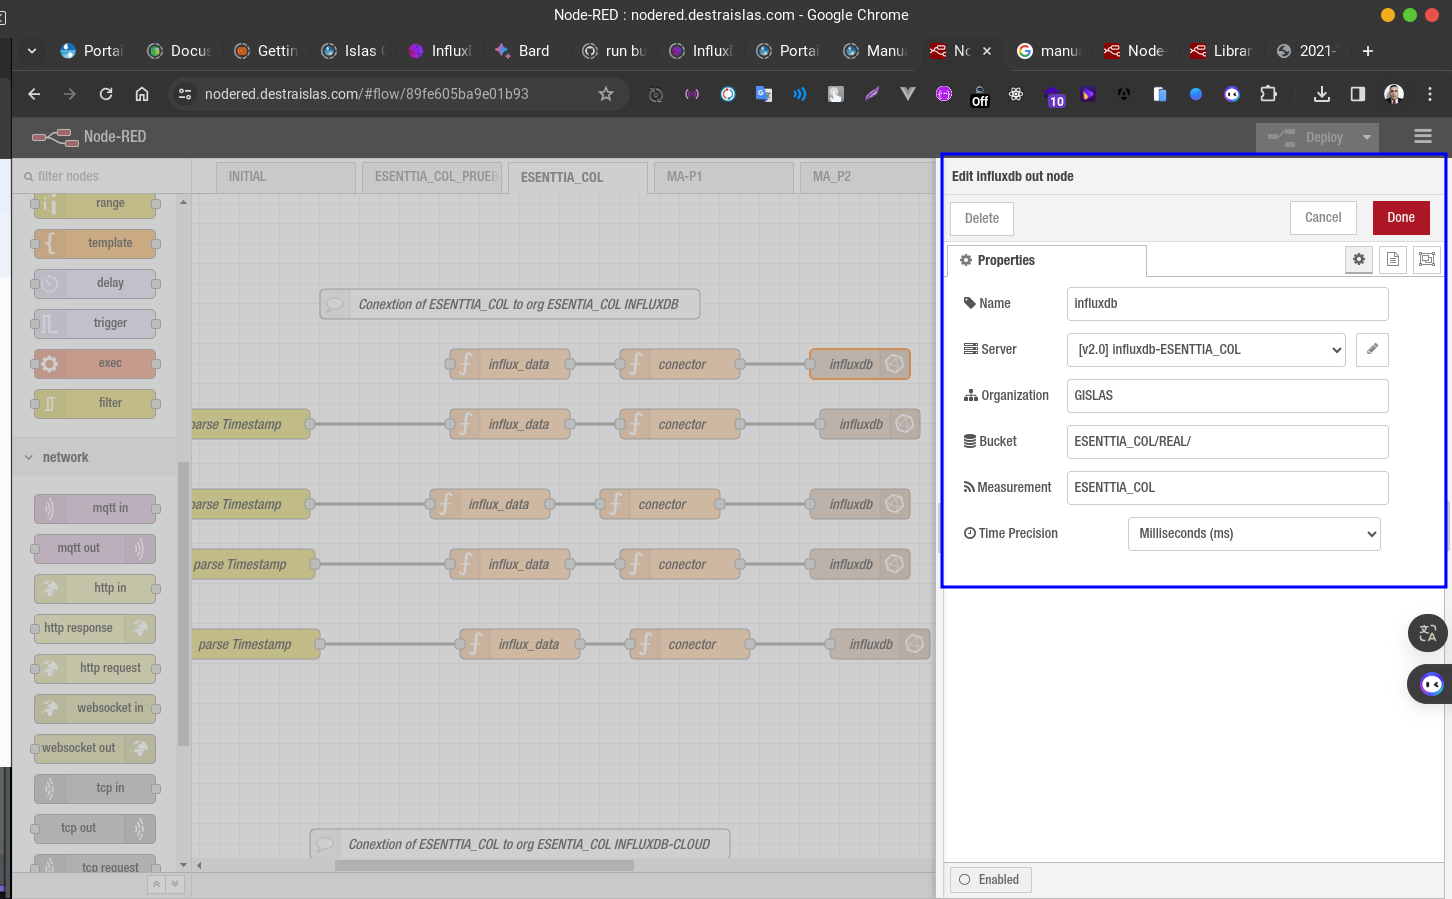 Node-RED : nodered.destraislas.com - Google Chrome
Portai
Docus
Gettin
Islas
Influx
Bard
run bu
Influx
Portai
Manu
No
manu
Node-
Librar
2021-
nodered.destraislas.com/#flow/89fe605ba9e01b93
Off
10
Node-RED
Deploy
filter nodes
INITIAL
ESENTTIA_COL_PRUEB
ESENTTIA_COL
MA-P1
MA_P2
range
template
delay
trigger
exec
filter
network
mqtt in
mqtt out
http in
http response
http request
websocket in
websocket out
tcp in
tcp out
tcp request
Conextion of ESENTTIA_COL to org ESENTIA_COL INFLUXDB
influx_data
conector
influxdb
parse Timestamp
influx_data
conector
influxdb
parse Timestamp
influx_data
conector
influxdb
parse Timestamp
influx_data
conector
influxdb
parse Timestamp
influx_data
conector
influxdb
Conextion of ESENTTIA_COL to org ESENTIA_COL INFLUXDB-CLOUD
Edit influxdb out node
Delete
Cancel
Done
Properties
Name
influxdb
Server
[v2.0] influxdb-ESENTTIA_COL
Organization
GISLAS
Bucket
ESENTTIA_COL/REAL/
Measurement
ESENTTIA_COL
Time Precision
Milliseconds (ms)
Enabled